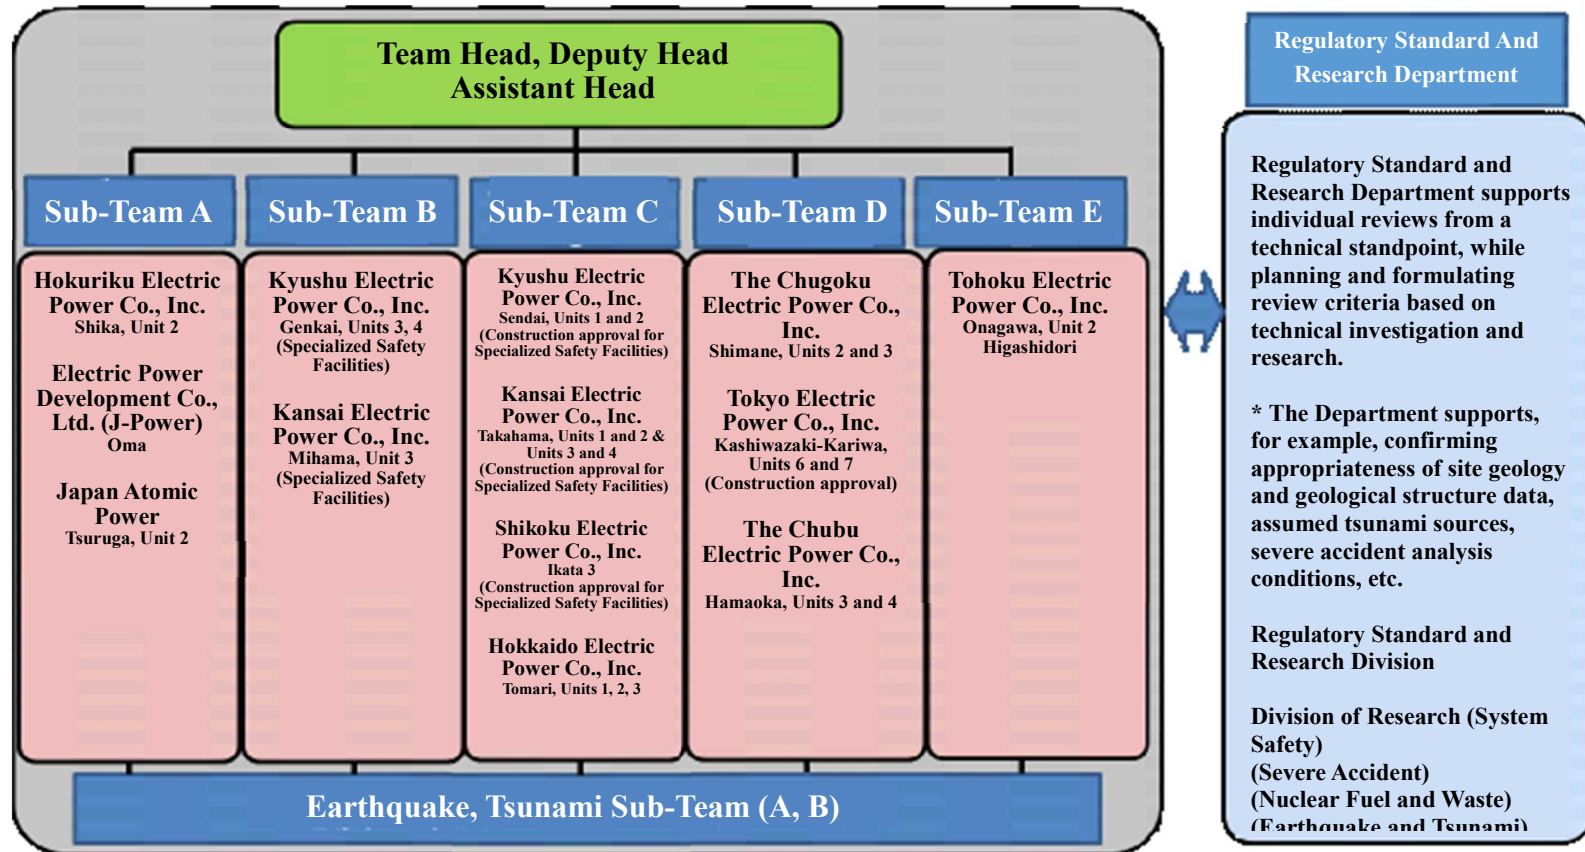 Team Head, Deputy Head
Assistant Head
Sub-Team A
Hokuriku Electric
Power Co., Inc.
Shika, Unit 2
Electric Power
Development Co.,
Ltd. (J-Power)
Oma
Japan Atomic
Power
Tsuruga, Unit 2
Sub-Team B
Kyushu Electric
Power Co., Inc.
Genkai, Units 3, 4
(Specialized Safety
Facilities)
Kansai Electric
Power Co., Inc.
Mihama, Unit 3
(Specialized Safety
Facilities)
Sub-Team C
Kyushu Electric
Power Co., Inc.
Sendai, Units 1 and 2
(Construction approval for
Specialized Safety Facilities)
Kansai Electric
Power Co., Inc.
Takahama, Units 1 and 2 &
Units 3 and 4
(Construction approval for
Specialized Safety Facilities)
Shikoku Electric
Power Co., Inc.
Ikata 3
(Construction approval for
Specialized Safety Facilities)
Hokkaido Electric
Power Co., Inc.
Tomari, Units 1, 2, 3
Sub-Team D
The Chugoku
Electric Power Co.,
Inc.
Shimane, Units 2 and 3
Tokyo Electric
Power Co., Inc.
Kashiwazaki-Kariwa,
Units 6 and 7
(Construction approval)
The Chubu
Electric Power Co.,
Inc.
Hamaoka, Units 3 and 4
Sub-Team E
Tohoku Electric
Power Co., Inc.
Onagawa, Unit 2
Higashidori
Earthquake, Tsunami Sub-Team (A, B)
Regulatory Standard And
Research Department
Regulatory Standard and
Research Department supports
individual reviews from a
technical standpoint, while
planning and formulating
review criteria based on
technical investigation and
research.
* The Department supports,
for example, confirming
appropriateness of site geology
and geological structure data,
assumed tsunami sources,
severe accident analysis
conditions, etc.
Regulatory Standard and
Research Division
Division of Research (System
Safety)
(Severe Accident)
(Nuclear Fuel and Waste)
(Earthquake and Tsunami)